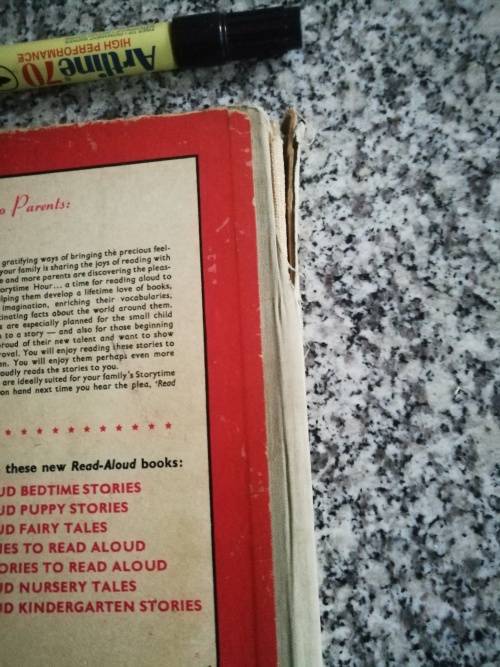 Artline 70
HIGH PERFORMANCE
o Parents:
gratifying ways of bringing the precious feel-
your family is sharing the joys of reading with
e and more parents are discovering the pleas-
orytime Hour... a time for reading aloud to
lping them develop a lifetime love of books,
imagination, enriching their vocabularies,
cinating facts about the world around them.
s are especially planned for the small child
n to a story — and also for those beginning
proud of their new talent and want to show
roval. You will enjoy reading these stories to
en. You will enjoy them perhaps even more
oudly reads the stories to you.
are ideally suited for your family's Storytime
on hand next time you hear the plea, 'Read
these new Read-Aloud books:
UD BEDTIME STORIES
UD PUPPY STORIES
UD FAIRY TALES
IES TO READ ALOUD
ORIES TO READ ALOUD
UD NURSERY TALES
UD KINDERGARTEN STORIES